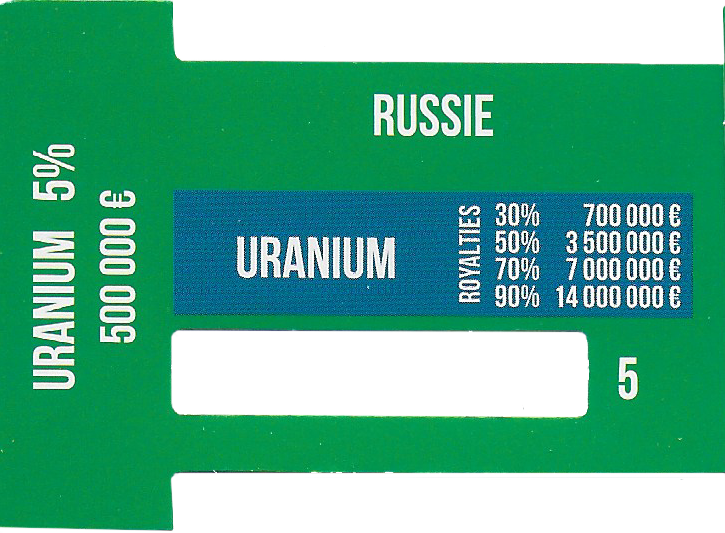 RUSSIE
URANIUM 5%
500 000 €
URANIUM
ROYALTIES
30% 700 000 €
50% 3 500 000 €
70% 7 000 000 €
90% 14 000 000 €
5